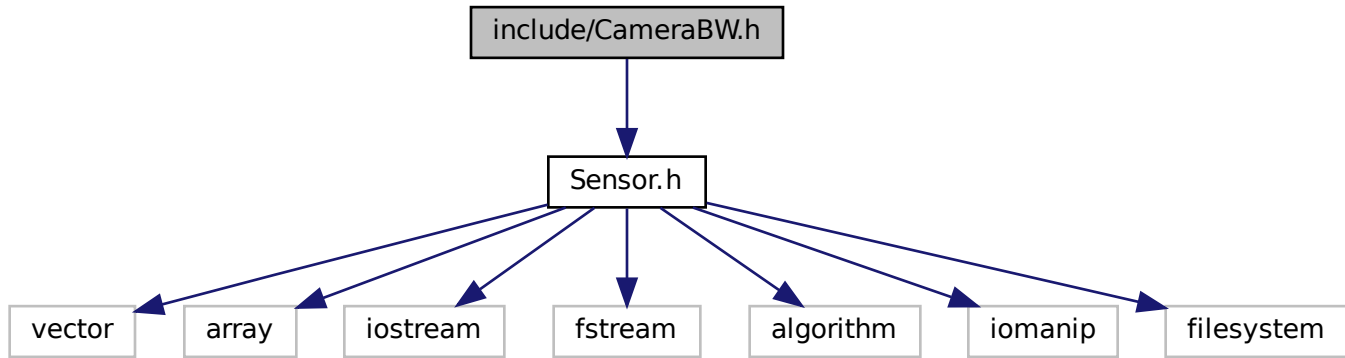 include/CameraBW.h
Sensor.h
vector
array
iostream
fstream
algorithm
iomanip
filesystem